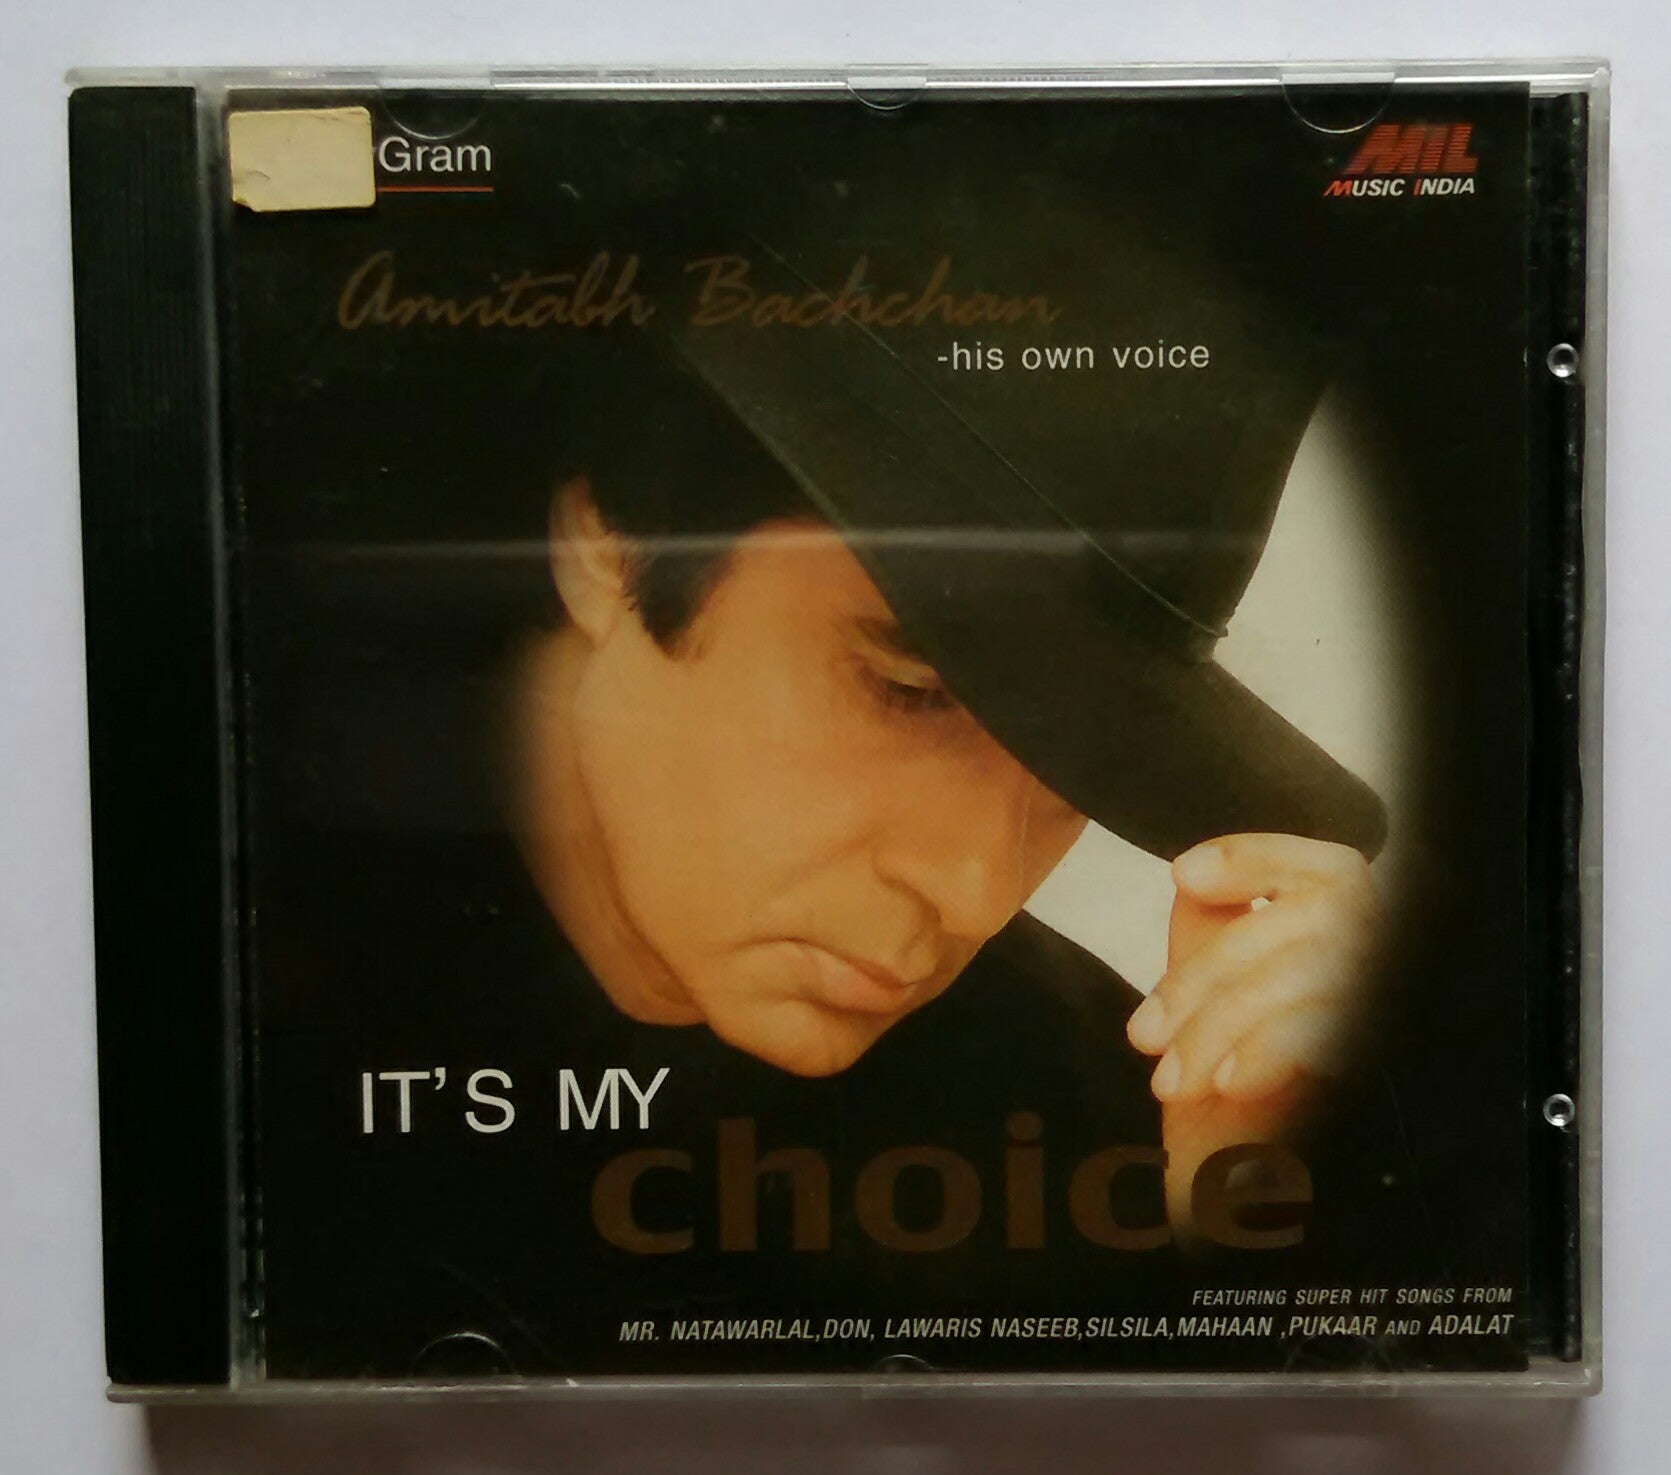 Gram
MIL
MUSIC INDIA
Amitabh Bachchan
-his own voice
IT'S MY
choice
FEATURING SUPER HIT SONGS FROM
MR. NATAWARLAL,DON, LAWARIS NASEEB,SILSILA,MAHAAN ,PUKAAR AND ADALAT